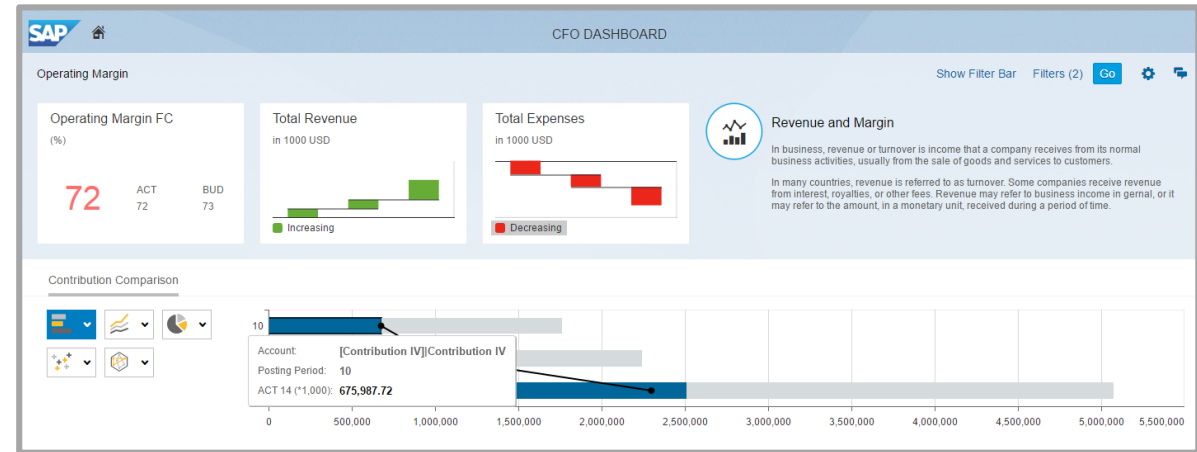 SAP
CFO DASHBOARD
Operating Margin
Show Filter Bar Filters (2) Go
Operating Margin FC
(%)
72
ACT BUD
72 73
Total Revenue
in 1000 USD
Increasing
Total Expenses
in 1000 USD
Decreasing
Revenue and Margin
In business, revenue or turnover is income that a company receives from its normal
business activities, usually from the sale of goods and services to customers.
In many countries, revenue is referred to as turnover. Some companies receive revenue
from interest, royalties, or other fees. Revenue may refer to business income in gernal, or it
may refer to the amount, in a monetary unit, received during a period of time.
Contribution Comparison
10
Account: [Contribution IV]|Contribution IV
Posting Period: 10
ACT 14 (*1,000): 675,987.72
0 500,000 1,000,000 1,500,000 2,000,000 2,500,000 3,000,000 3,500,000 4,000,000 4,500,000 5,000,000 5,500,000